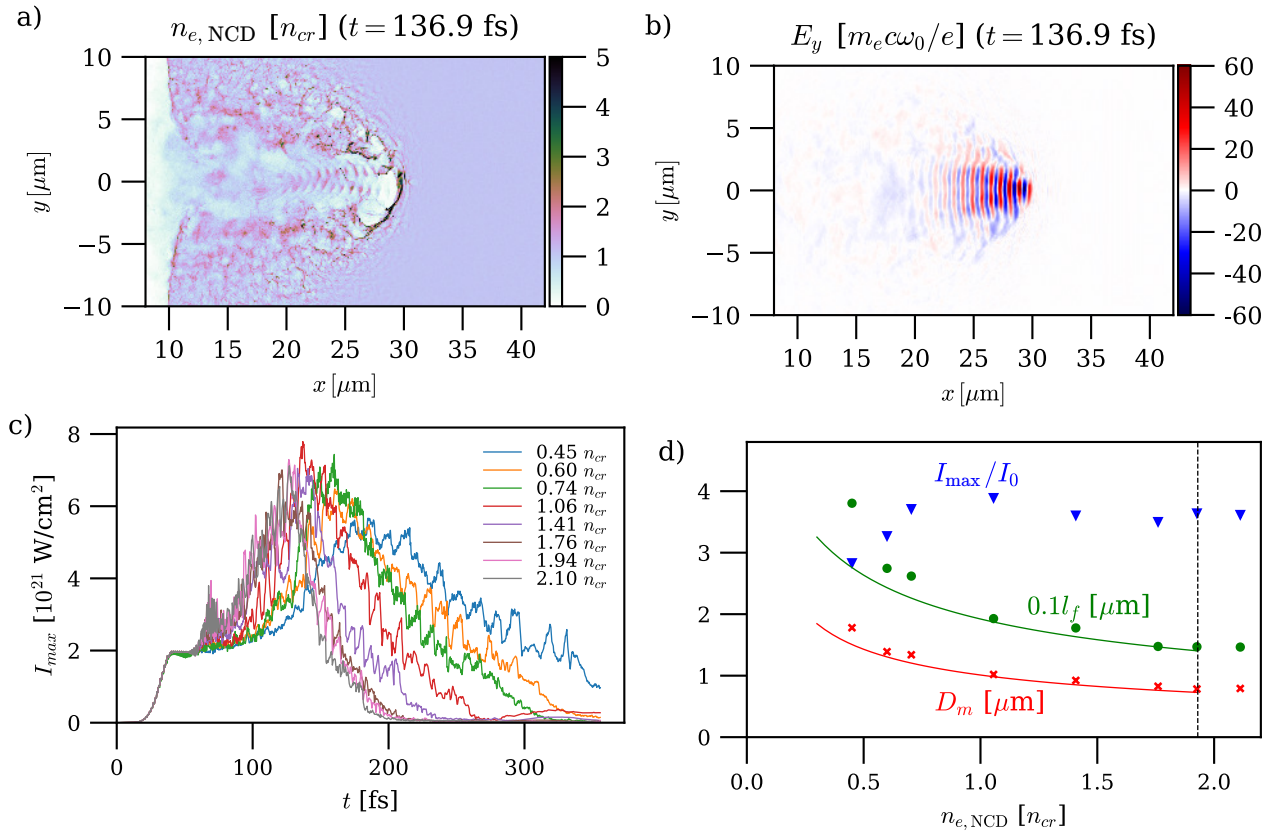 a)
n_{e, NCD} [n_{cr}] (t = 136.9 fs)
10
5
0
−5
−10
y [μm]
10 15 20 25 30 35 40
x [μm]
5
4
3
2
1
0
b)
E_y [m_e c ω_0/e] (t = 136.9 fs)
10
5
0
−5
−10
y [μm]
10 15 20 25 30 35 40
x [μm]
60
40
20
0
−20
−40
−60
c)
8
6
4
2
0
I_{max} [10^{21} W/cm^2]
0.45 n_{cr}
0.60 n_{cr}
0.74 n_{cr}
1.06 n_{cr}
1.41 n_{cr}
1.76 n_{cr}
1.94 n_{cr}
2.10 n_{cr}
0 100 200 300
t [fs]
d)
4
3
2
1
0
I_{max}/I_0
0.1l_f [μm]
D_m [μm]
0.0 0.5 1.0 1.5 2.0
n_{e, NCD} [n_{cr}]